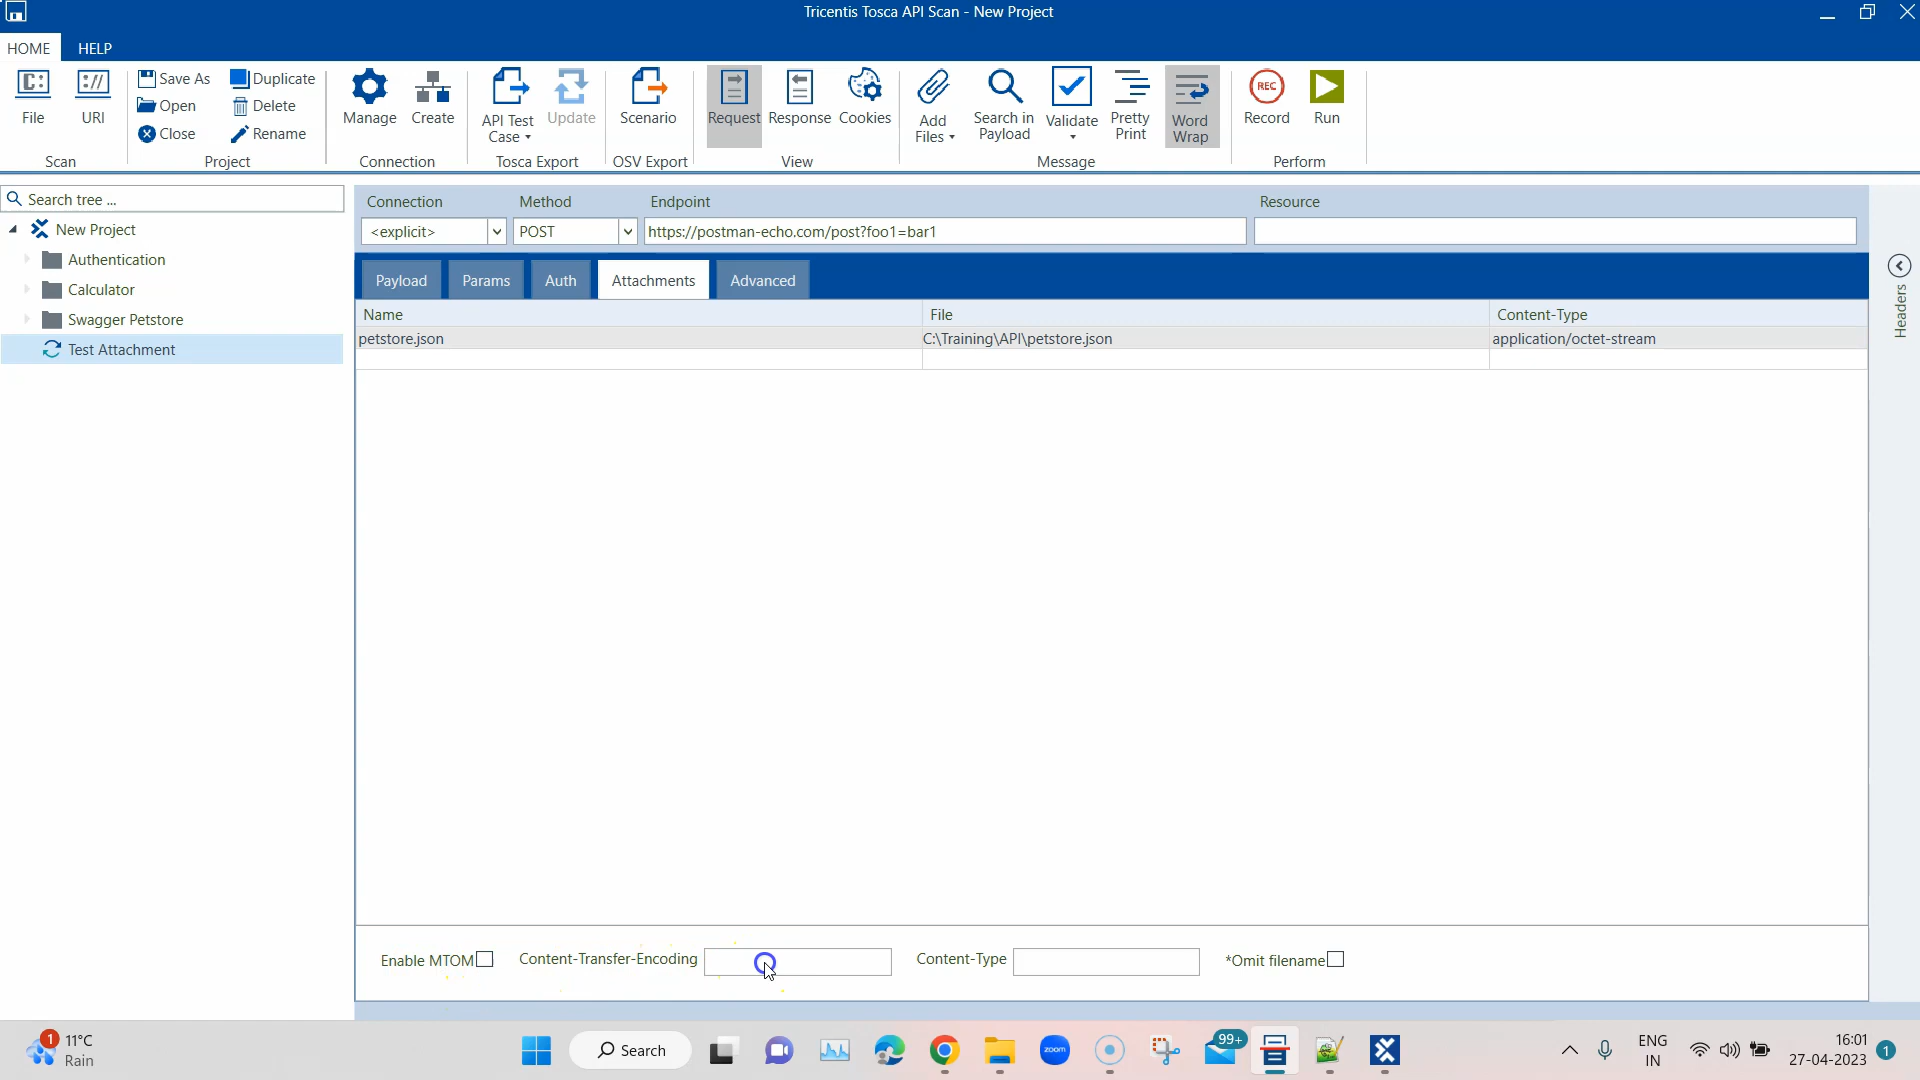 Tricentis Tosca API Scan - New Project
HOME HELP
C: File
:// URI
Save As
Open
Close
Duplicate
Delete
Rename
Manage
Create
API Test Case
Update
Scenario
Request
Response
Cookies
Add Files
Search in Payload
Validate
Pretty Print
Word Wrap
REC Record
Run
Scan Project Connection Tosca Export OSV Export View Message Perform
Search tree ...
New Project
Authentication
Calculator
Swagger Petstore
Test Attachment
Connection Method Endpoint Resource
<explicit> POST https://postman-echo.com/post?foo1=bar1
Payload Params Auth Attachments Advanced
Headers
Name File Content-Type
petstore.json C:\Training\API\petstore.json application/octet-stream
Enable MTOM Content-Transfer-Encoding Content-Type *Omit filename
1 11°C
Rain
Search
zoom
99+
ENG
IN
16:01
27-04-2023
1